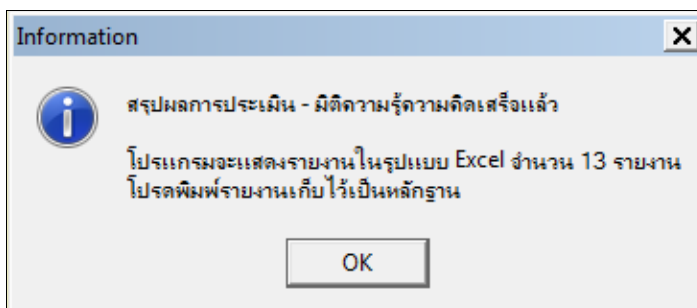 Information
สรุปผลการประเมิน - มิติความรู้ความคิดเสร็จแล้ว
โปรแกรมจะแสดงรายงานในรูปแบบ Excel จำนวน 13 รายงาน
โปรดพิมพ์รายงานเก็บไว้เป็นหลักฐาน
OK